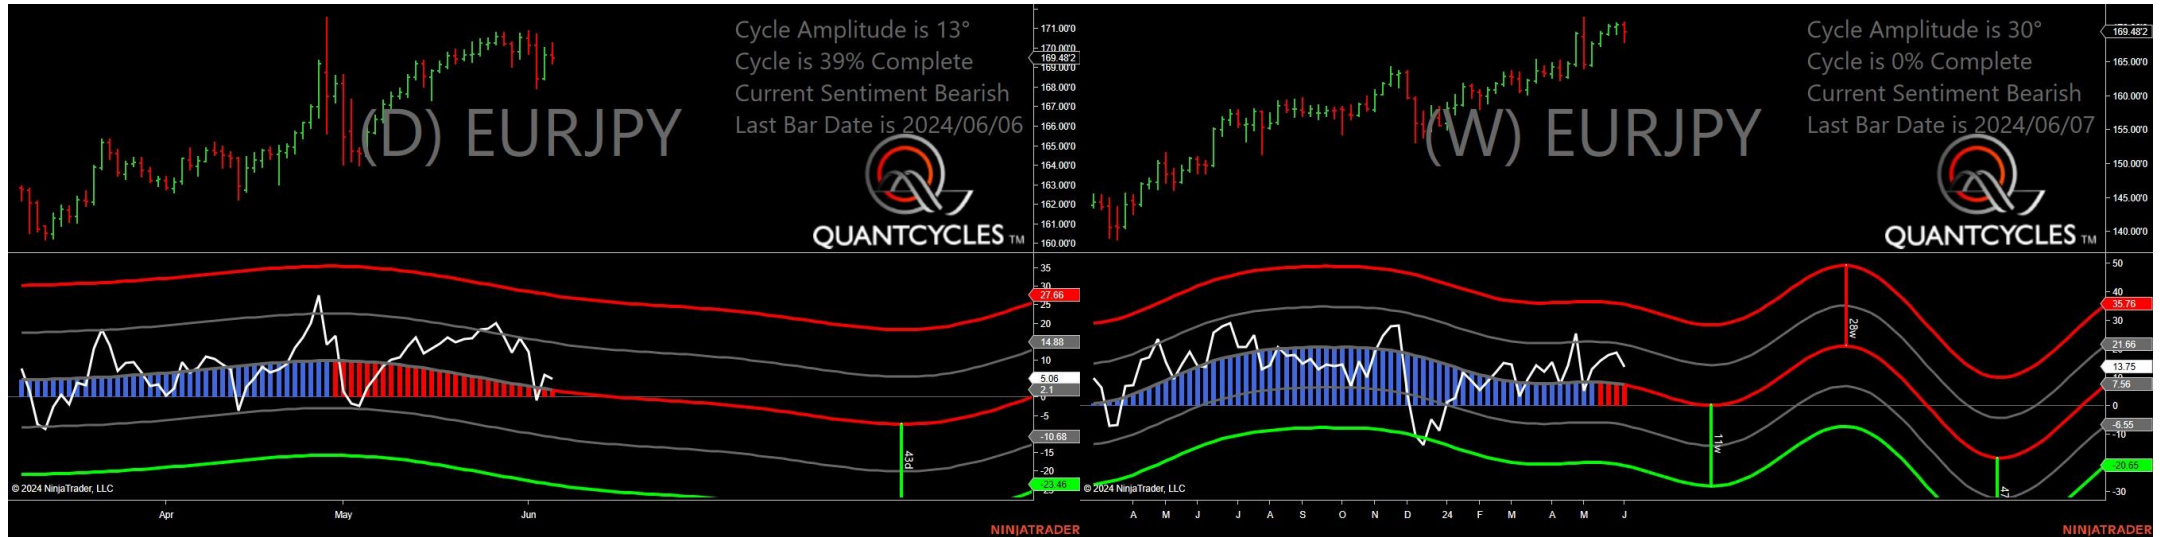 Cycle Amplitude is 13°
Cycle is 39% Complete
Current Sentiment Bearish
Last Bar Date is 2024/06/06
(D) EURJPY
QUANTCYCLES TM
171.00'0
170.00'0
169.48'2
169.00'0
168.00'0
167.00'0
166.00'0
165.00'0
164.00'0
163.00'0
162.00'0
161.00'0
160.00'0
35
30
27.66
25
20
14.88
10
5.06
2.1
0
-5
-10.68
-15
-20
-23.46
43d
© 2024 NinjaTrader, LLC
Apr May Jun
NINJATRADER
Cycle Amplitude is 30°
Cycle is 0% Complete
Current Sentiment Bearish
Last Bar Date is 2024/06/07
(W) EURJPY
QUANTCYCLES TM
169.48'2
165.00'0
160.00'0
155.00'0
150.00'0
145.00'0
140.00'0
50
40
35.76
30
21.66
13.75
7.56
0
-6.55
-10
-20.65
-30
28w
11w
47
© 2024 NinjaTrader, LLC
A M J J A S O N D 24 F M A M J
NINJATRADER